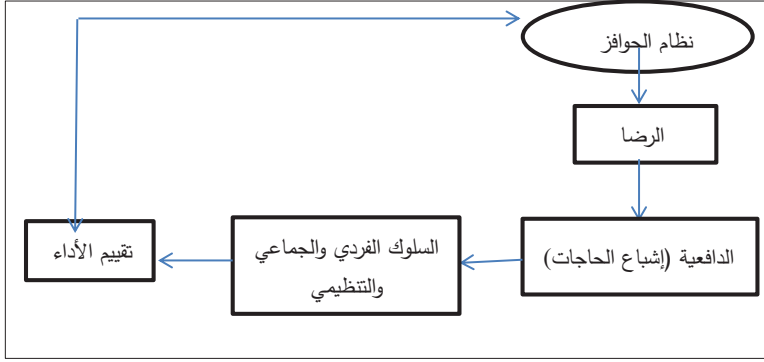 نظام الحوافز
الرضا
الدافعية (إشباع الحاجات)
السلوك الفردي والجماعي
والتنظيمي
تقييم الأداء